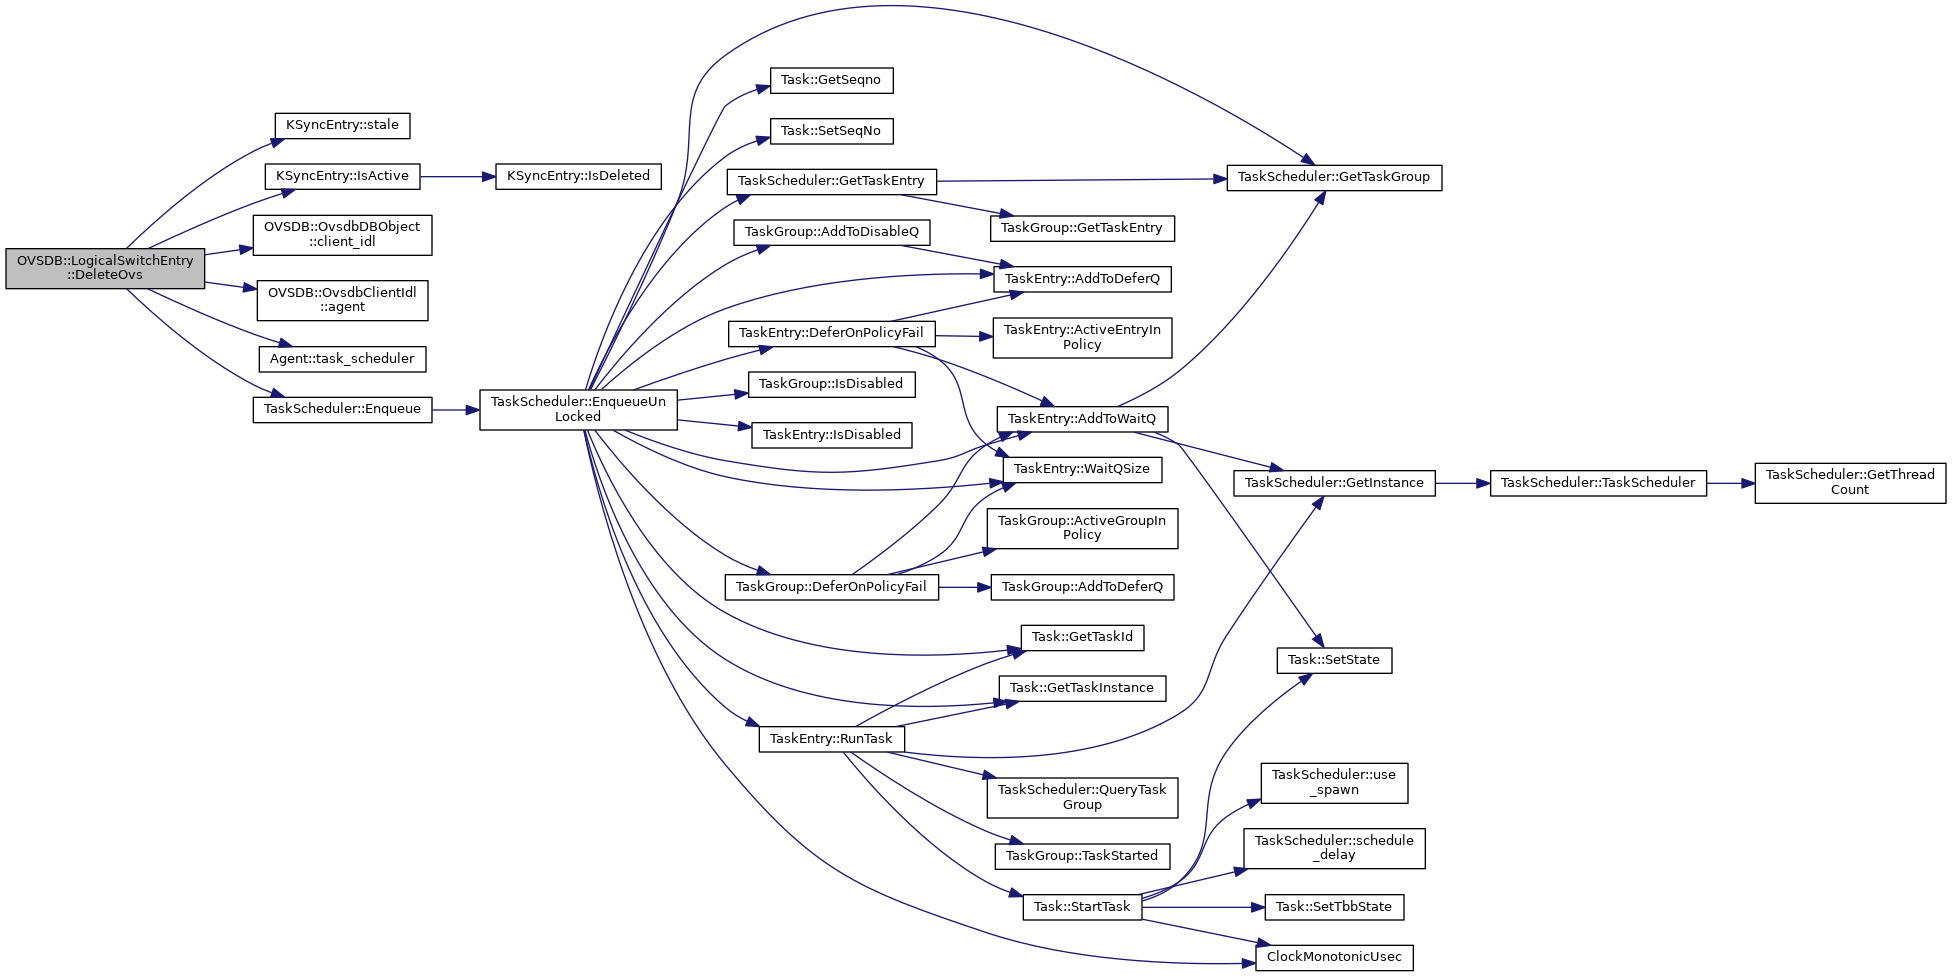 OVSDB::LogicalSwitchEntry
::DeleteOvs
KSyncEntry::stale
KSyncEntry::IsActive
KSyncEntry::IsDeleted
OVSDB::OvsdbDBObject
::client_idl
OVSDB::OvsdbClientIdl
::agent
Agent::task_scheduler
TaskScheduler::Enqueue
TaskScheduler::EnqueueUn
Locked
Task::GetSeqno
Task::SetSeqNo
TaskScheduler::GetTaskEntry
TaskGroup::AddToDisableQ
TaskEntry::DeferOnPolicyFail
TaskGroup::IsDisabled
TaskEntry::IsDisabled
TaskGroup::DeferOnPolicyFail
TaskEntry::RunTask
TaskGroup::GetTaskEntry
TaskEntry::AddToDeferQ
TaskEntry::ActiveEntryIn
Policy
TaskEntry::AddToWaitQ
TaskEntry::WaitQSize
TaskGroup::ActiveGroupIn
Policy
TaskGroup::AddToDeferQ
Task::GetTaskId
Task::GetTaskInstance
TaskScheduler::QueryTask
Group
TaskGroup::TaskStarted
Task::StartTask
TaskScheduler::GetTaskGroup
TaskScheduler::GetInstance
Task::SetState
TaskScheduler::use
_spawn
TaskScheduler::schedule
_delay
Task::SetTbbState
ClockMonotonicUsec
TaskScheduler::TaskScheduler
TaskScheduler::GetThread
Count